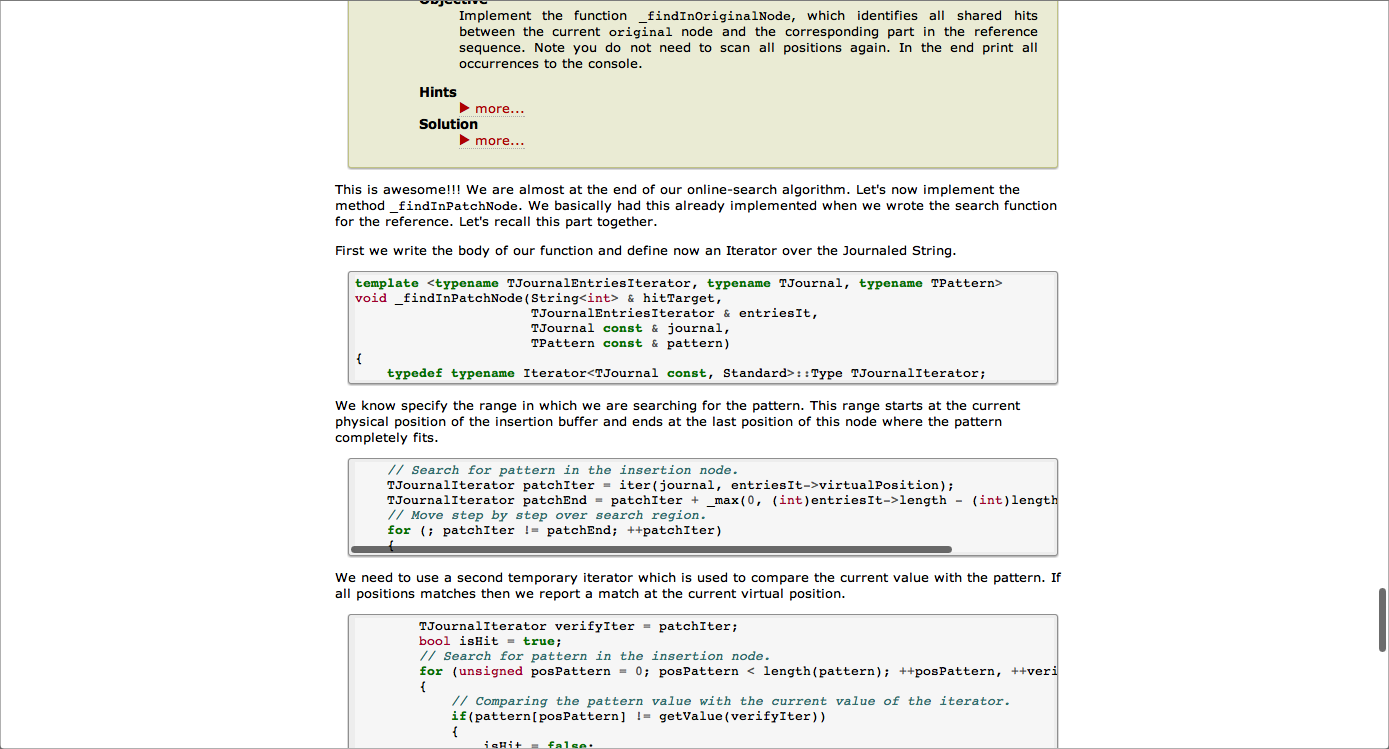 Objective
Implement the function _findInOriginalNode, which identifies all shared hits
between the current original node and the corresponding part in the reference
sequence. Note you do not need to scan all positions again. In the end print all
occurrences to the console.
Hints
▶ more...
Solution
▶ more...
This is awesome!!! We are almost at the end of our online-search algorithm. Let's now implement the
method _findInPatchNode. We basically had this already implemented when we wrote the search function
for the reference. Let's recall this part together.
First we write the body of our function and define now an Iterator over the Journaled String.
template <typename TJournalEntriesIterator, typename TJournal, typename TPattern>
void _findInPatchNode(String<int> & hitTarget,
TJournalEntriesIterator & entriesIt,
TJournal const & journal,
TPattern const & pattern)
{
typedef typename Iterator<TJournal const, Standard>::Type TJournalIterator;
We know specify the range in which we are searching for the pattern. This range starts at the current
physical position of the insertion buffer and ends at the last position of this node where the pattern
completely fits.
// Search for pattern in the insertion node.
TJournalIterator patchIter = iter(journal, entriesIt->virtualPosition);
TJournalIterator patchEnd = patchIter + _max(0, (int)entriesIt->length - (int)length
// Move step by step over search region.
for (; patchIter != patchEnd; ++patchIter)
{
We need to use a second temporary iterator which is used to compare the current value with the pattern. If
all positions matches then we report a match at the current virtual position.
TJournalIterator verifyIter = patchIter;
bool isHit = true;
// Search for pattern in the insertion node.
for (unsigned posPattern = 0; posPattern < length(pattern); ++posPattern, ++veri
{
// Comparing the pattern value with the current value of the iterator.
if(pattern[posPattern] != getValue(verifyIter))
{
isHit = false;